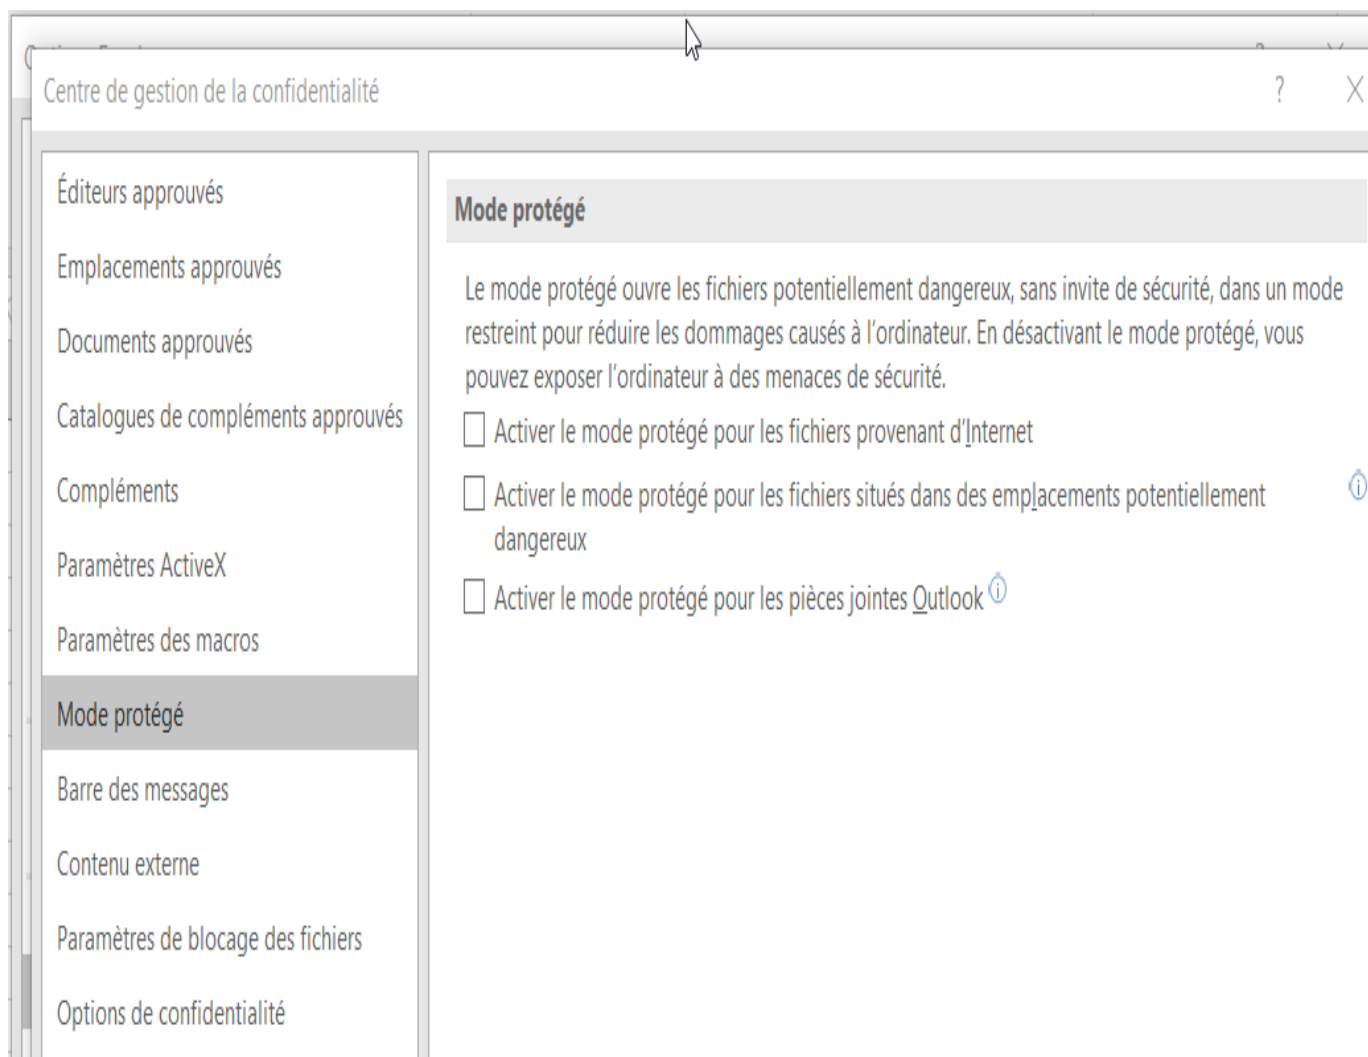 Centre de gestion de la confidentialité
?
X
Éditeurs approuvés
Emplacements approuvés
Documents approuvés
Catalogues de compléments approuvés
Compléments
Paramètres ActiveX
Paramètres des macros
Mode protégé
Barre des messages
Contenu externe
Paramètres de blocage des fichiers
Options de confidentialité
Mode protégé
Le mode protégé ouvre les fichiers potentiellement dangereux, sans invite de sécurité, dans un mode
restreint pour réduire les dommages causés à l'ordinateur. En désactivant le mode protégé, vous
pouvez exposer l'ordinateur à des menaces de sécurité.
Activer le mode protégé pour les fichiers provenant d'Internet
Activer le mode protégé pour les fichiers situés dans des emplacements potentiellement
dangereux
Activer le mode protégé pour les pièces jointes Outlook